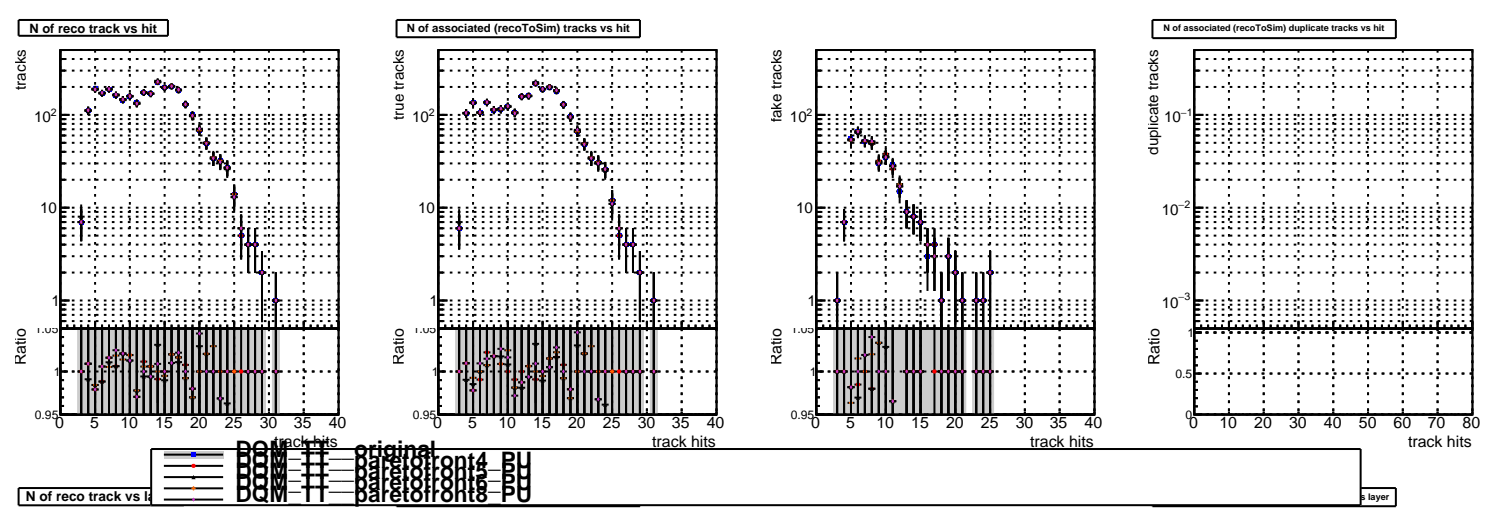 N of reco track vs hit
N of associated (recoToSim) tracks vs hit
N of associated (recoToSim) duplicate tracks vs hit
tracks
10²
10
1
Ratio
1.05
1
0.95
0 5 10 15 20 25 30 35 40
track hits
true tracks
10²
10
1
Ratio
1.05
1
0.95
0 5 10 15 20 25 30 35 40
track hits
fake tracks
10²
10
1
Ratio
1.05
1
0.95
0 5 10 15 20 25 30 35 40
track hits
duplicate tracks
10⁻¹
10⁻²
10⁻³
Ratio
1
0.5
0
0 10 20 30 40 50 60 70 80
track hits
DQM_TT__original
DQM_TT__paretofront4_PU
DQM_TT__paretofront5_PU
DQM_TT__paretofront6_PU
DQM_TT__paretofront8_PU
N of reco track vs la
s layer